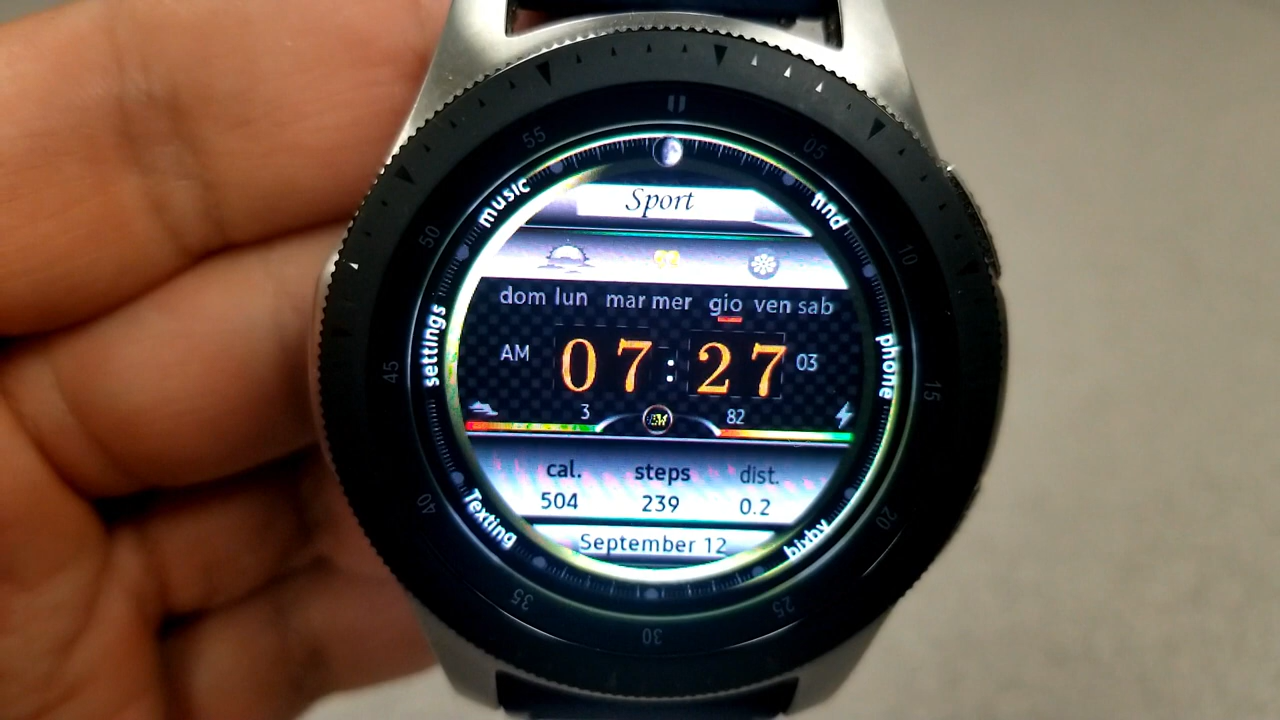 55
05
50
10
45
15
40
20
35
30
25
music
find
settings
phone
Texting
bixby
Sport
dom lun mar mer gio ven sab
AM 07:27 03
3 82
cal. steps dist.
504 239 0.2
September 12